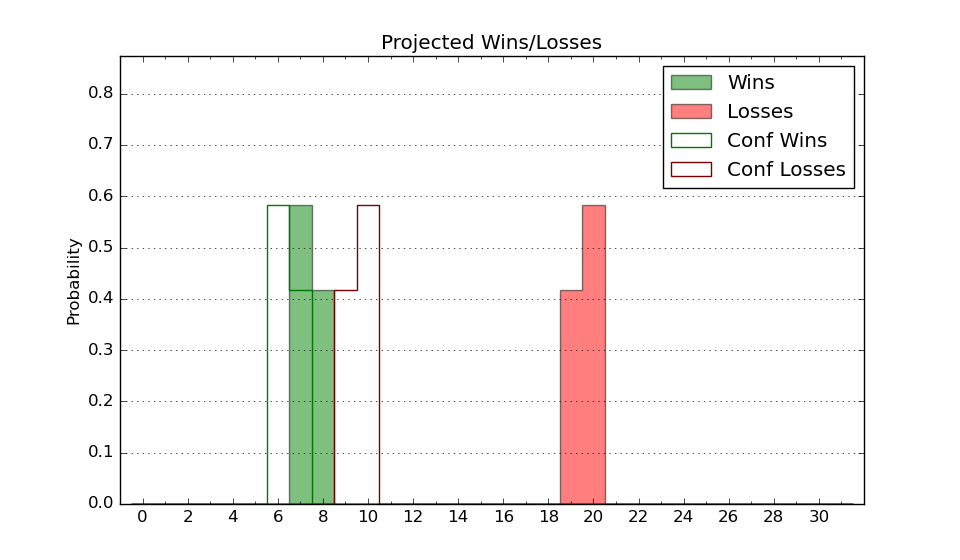 Projected Wins/Losses
Wins
Losses
Conf Wins
Conf Losses
Probability
0.8
0.7
0.6
0.5
0.4
0.3
0.2
0.1
0.0
0 2 4 6 8 10 12 14 16 18 20 22 24 26 28 30